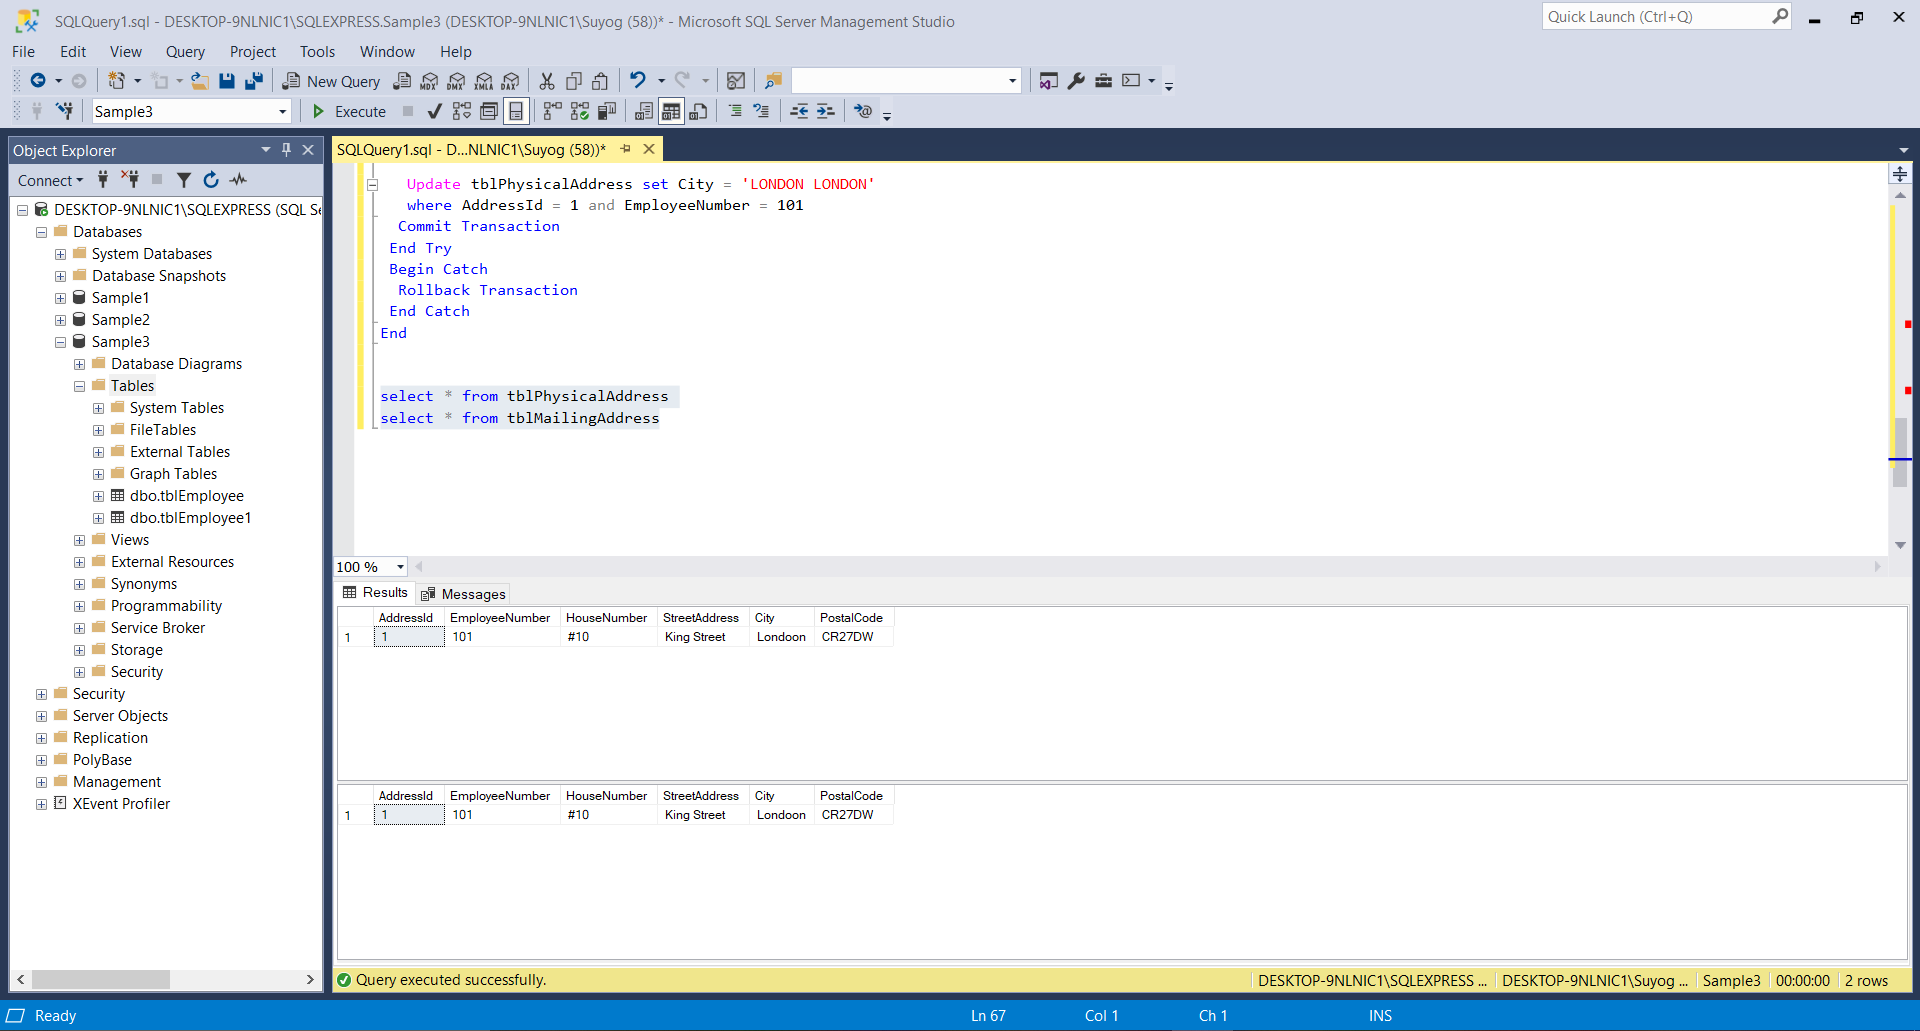 SQLQuery1.sql - DESKTOP-9NLNIC1\SQLEXPRESS.Sample3 (DESKTOP-9NLNIC1\Suyog (58))* - Microsoft SQL Server Management Studio
Quick Launch (Ctrl+Q)
File Edit View Query Project Tools Window Help
New Query MDX DMX XMLA DAX
Sample3 Execute
Object Explorer
Connect
DESKTOP-9NLNIC1\SQLEXPRESS (SQL Se
Databases
System Databases
Database Snapshots
Sample1
Sample2
Sample3
Database Diagrams
Tables
System Tables
FileTables
External Tables
Graph Tables
dbo.tblEmployee
dbo.tblEmployee1
Views
External Resources
Synonyms
Programmability
Service Broker
Storage
Security
Security
Server Objects
Replication
PolyBase
Management
XEvent Profiler
SQLQuery1.sql - D...NLNIC1\Suyog (58))*
Update tblPhysicalAddress set City = 'LONDON LONDON'
where AddressId = 1 and EmployeeNumber = 101
Commit Transaction
End Try
Begin Catch
Rollback Transaction
End Catch
End
select * from tblPhysicalAddress
select * from tblMailingAddress
100 %
Results Messages
AddressId EmployeeNumber HouseNumber StreetAddress City PostalCode
1 1 101 #10 King Street Londoon CR27DW
AddressId EmployeeNumber HouseNumber StreetAddress City PostalCode
1 1 101 #10 King Street Londoon CR27DW
Query executed successfully. DESKTOP-9NLNIC1\SQLEXPRESS ... DESKTOP-9NLNIC1\Suyog ... Sample3 00:00:00 2 rows
Ready Ln 67 Col 1 Ch 1 INS